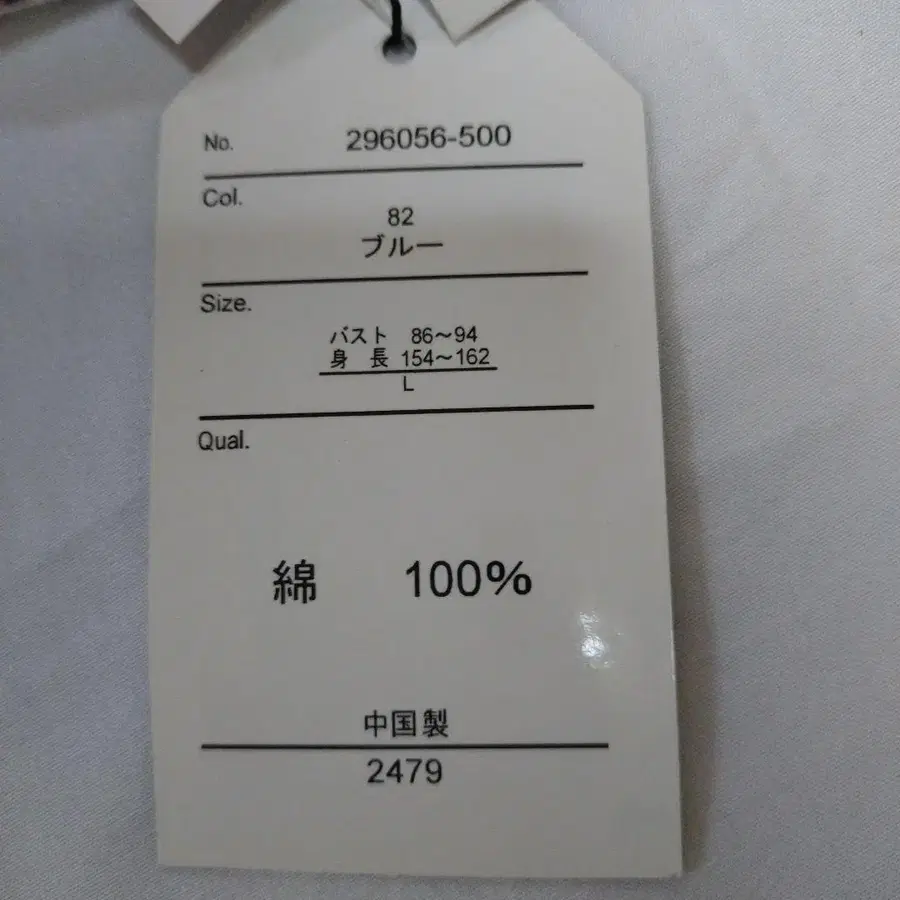 No. 296056-500
Col.
82
ブルー
Size.
バスト 86～94
身 長 154～162
L
Qual.
綿 100%
中国製
2479